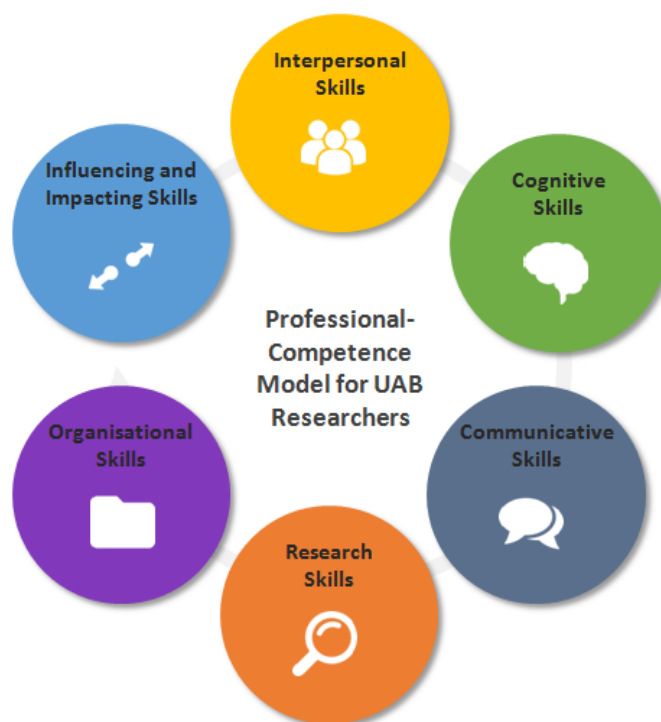 Interpersonal
Skills
Influencing and
Impacting Skills
Cognitive
Skills
Professional-
Competence
Model for UAB
Researchers
Organisational
Skills
Communicative
Skills
Research
Skills